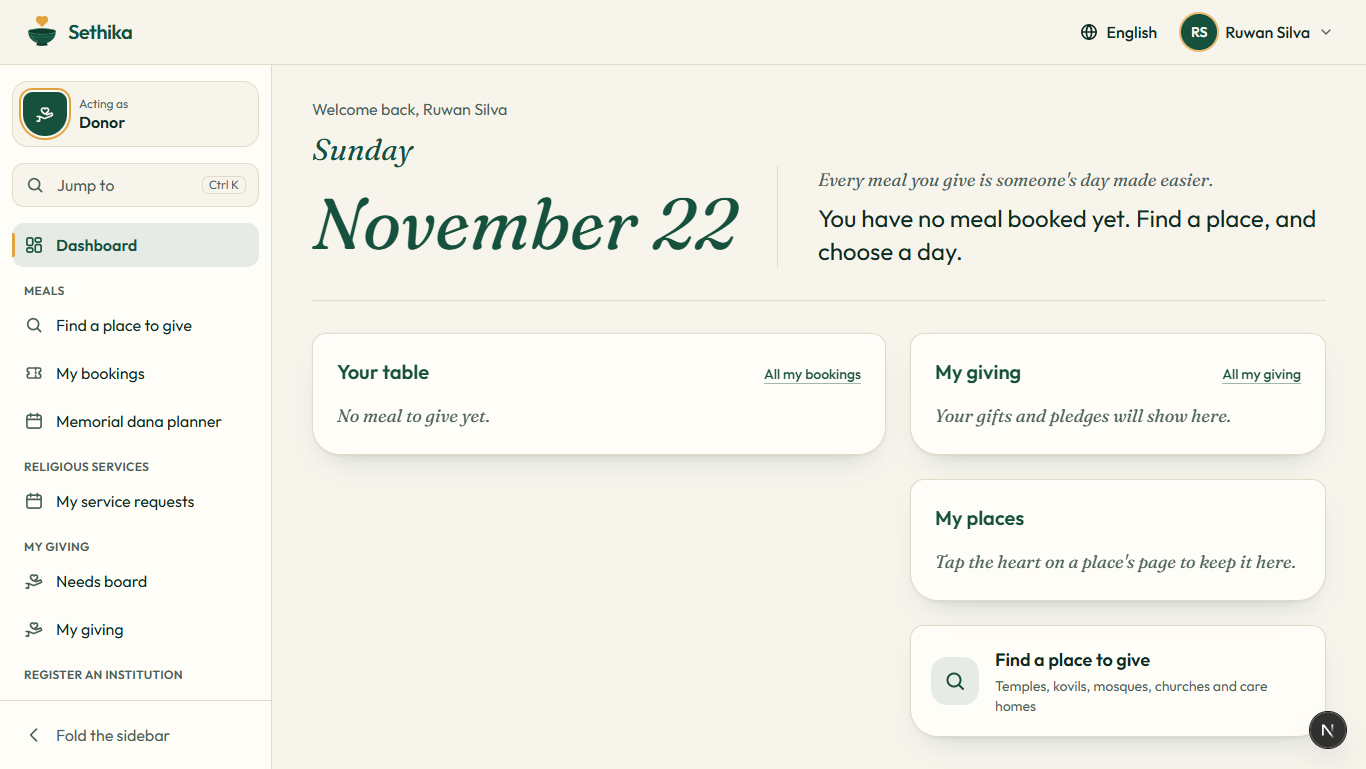 Sethika
English
RS
Ruwan Silva
Acting as
Donor
Jump to
Ctrl K
Dashboard
MEALS
Find a place to give
My bookings
Memorial dana planner
RELIGIOUS SERVICES
My service requests
MY GIVING
Needs board
My giving
REGISTER AN INSTITUTION
Fold the sidebar
Welcome back, Ruwan Silva
Sunday
November 22
Every meal you give is someone's day made easier.
You have no meal booked yet. Find a place, and
choose a day.
Your table
All my bookings
No meal to give yet.
My giving
All my giving
Your gifts and pledges will show here.
My places
Tap the heart on a place's page to keep it here.
Find a place to give
Temples, kovils, mosques, churches and care
homes
N